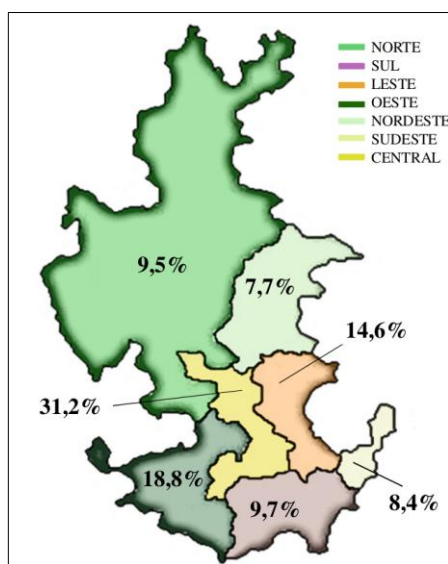 NORTE
SUL
LESTE
OESTE
NORDESTE
SUDESTE
CENTRAL
9,5%
7,7%
14,6%
31,2%
18,8%
9,7%
8,4%